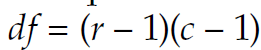 df = (r − 1)(c − 1)